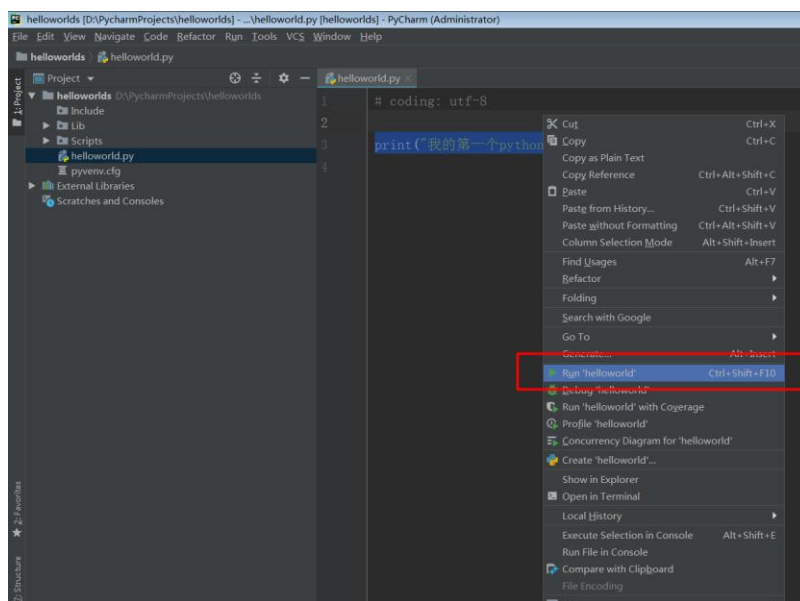 helloworlds [D:\PycharmProjects\helloworlds] - ...\helloworld.py [helloworlds] - PyCharm (Administrator)
File Edit View Navigate Code Refactor Run Tools VCS Window Help
helloworlds helloworld.py
Project
helloworld.py
1: Project
helloworlds D:\PycharmProjects\helloworlds
Include
Lib
Scripts
helloworld.py
pyvenv.cfg
External Libraries
Scratches and Consoles
1 # coding: utf-8
2
3 print("我的第一个python
4
Cut Ctrl+X
Copy Ctrl+C
Copy as Plain Text
Copy Reference Ctrl+Alt+Shift+C
Paste Ctrl+V
Paste from History... Ctrl+Shift+V
Paste without Formatting Ctrl+Alt+Shift+V
Column Selection Mode Alt+Shift+Insert
Find Usages Alt+F7
Refactor
Folding
Search with Google
Go To
Generate... Alt+Insert
Run 'helloworld' Ctrl+Shift+F10
Debug 'helloworld'
Run 'helloworld' with Coverage
Profile 'helloworld'
Concurrency Diagram for 'helloworld'
Create 'helloworld'...
Show in Explorer
Open in Terminal
Local History
Execute Selection in Console Alt+Shift+E
Run File in Console
Compare with Clipboard
File Encoding
2: Favorites
Z: Structure